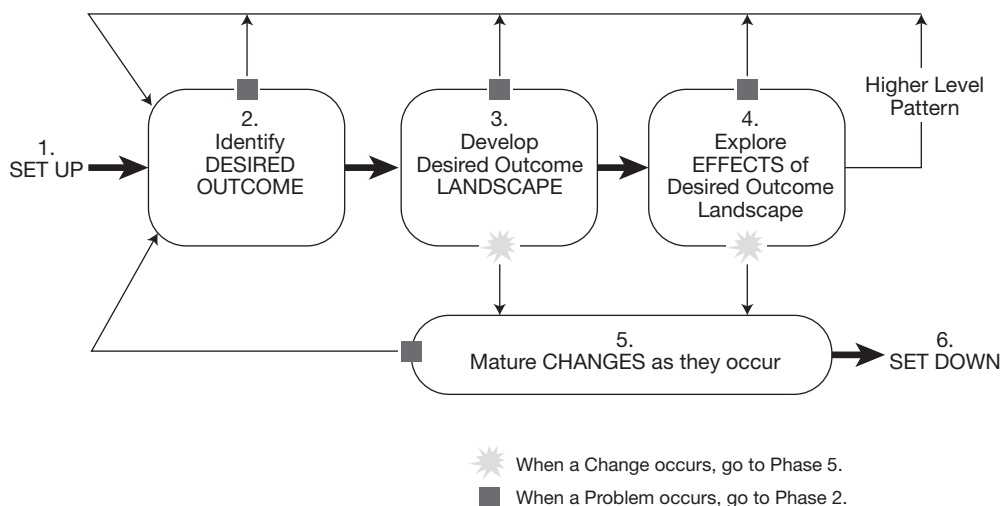 Higher Level
Pattern
1.
SET UP
2.
Identify
DESIRED
OUTCOME
3.
Develop
Desired Outcome
LANDSCAPE
4.
Explore
EFFECTS of
Desired Outcome
Landscape
5.
Mature CHANGES as they occur
6.
SET DOWN
When a Change occurs, go to Phase 5.
When a Problem occurs, go to Phase 2.